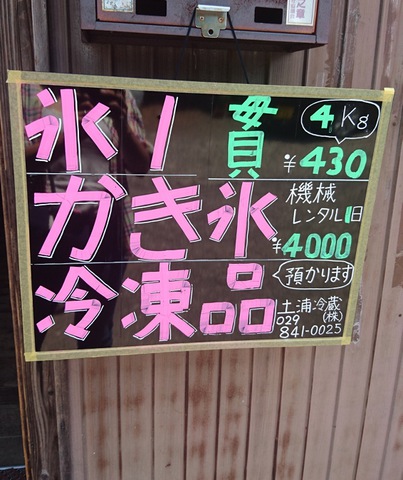 氷1貫 4Kg ¥430
かき氷 機械レンタル1日 ¥4000
冷凍品 預かります
土浦冷蔵(株)
029
841-0025